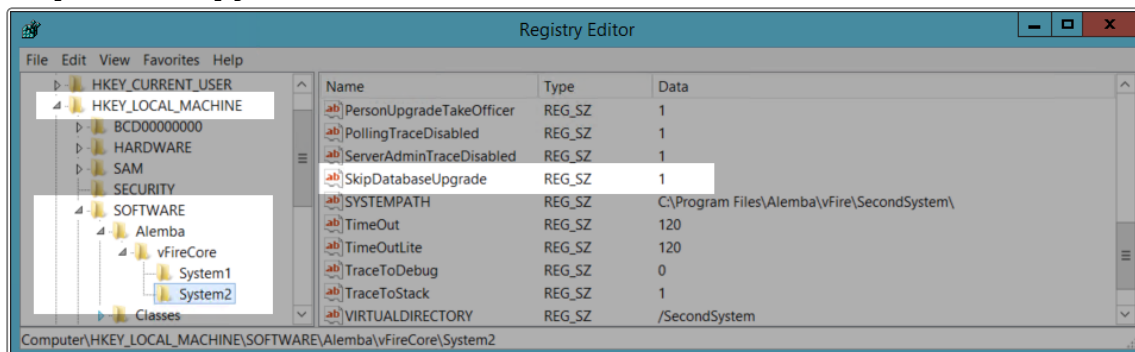 Registry Editor
File Edit View Favorites Help
HKEY_CURRENT_USER
HKEY_LOCAL_MACHINE
BCD00000000
HARDWARE
SAM
SECURITY
SOFTWARE
Alemba
vFireCore
System1
System2
Classes
Name Type Data
PersonUpgradeTakeOfficer REG_SZ 1
PollingTraceDisabled REG_SZ 1
ServerAdminTraceDisabled REG_SZ 1
SkipDatabaseUpgrade REG_SZ 1
SYSTEMPATH REG_SZ C:\Program Files\Alemba\vFire\SecondSystem\
TimeOut REG_SZ 120
TimeOutLite REG_SZ 120
TraceToDebug REG_SZ 0
TraceToStack REG_SZ 1
VIRTUALDIRECTORY REG_SZ /SecondSystem
Computer\HKEY_LOCAL_MACHINE\SOFTWARE\Alemba\vFireCore\System2